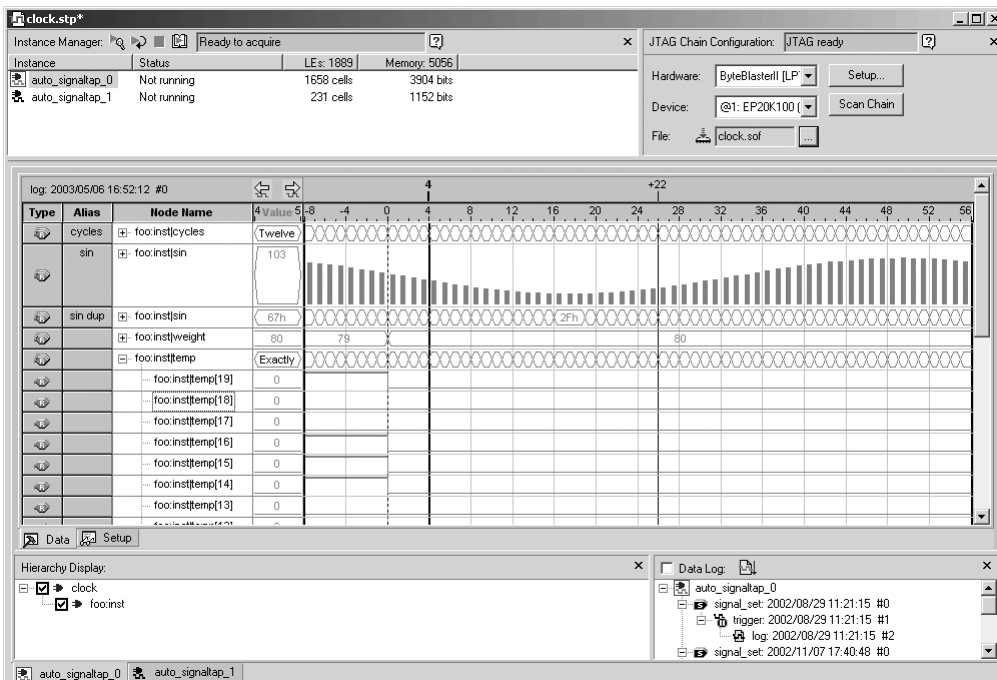 clock.stp*
Instance Manager: Ready to acquire
JTAG Chain Configuration: JTAG ready
Instance Status LEs: 1889 Memory: 5056
auto_signaltap_0 Not running 1658 cells 3904 bits
auto_signaltap_1 Not running 231 cells 1152 bits
Hardware: ByteBlasterII [LP Setup...
Device: @1: EP20K100 ( Scan Chain
File: clock.sof ...
log: 2003/05/06 16:52:12 #0
4 +22
Type Alias Node Name 4 Value 5 -8 -4 0 4 8 12 16 20 24 28 32 36 40 44 48 52 56
cycles foo:inst|cycles Twelve
sin foo:inst|sin 103
sin dup foo:inst|sin 67h 2Fh
foo:inst|weight 80 79 80
foo:inst|temp Exactly
foo:inst|temp[19] 0
foo:inst|temp[18] 0
foo:inst|temp[17] 0
foo:inst|temp[16] 0
foo:inst|temp[15] 0
foo:inst|temp[14] 0
foo:inst|temp[13] 0
Data Setup
Hierarchy Display:
clock
foo:inst
Data Log:
auto_signaltap_0
signal_set: 2002/08/29 11:21:15 #0
trigger: 2002/08/29 11:21:15 #1
log: 2002/08/29 11:21:15 #2
signal_set: 2002/11/07 17:40:48 #0
auto_signaltap_0 auto_signaltap_1